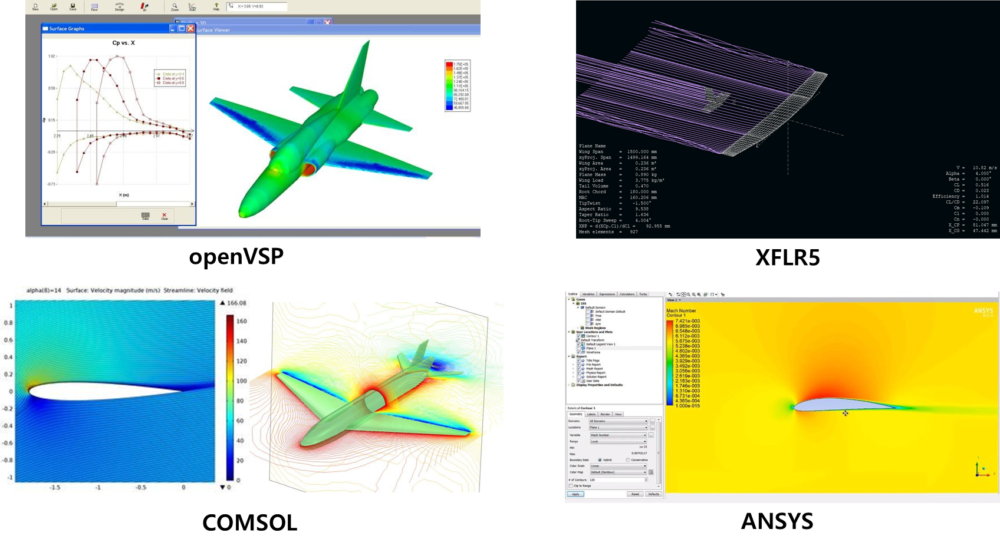 New Open Save Flow Design 3D Zoom Auto Help X = 3.09 Y=0.93
Surface Graphs
Surface Viewer
Cp vs. X
1.92
0.58
0.15
-0.29
-0.73
2.29
Data at y=0.4
Data at y=0.6
Data at y=0.8
Cp
X (m)
Data Clear
1.75E+05
1.62E+05
1.49E+05
1.37E+05
1.24E+05
1.11E+05
98,104.15
85,292.08
72,480.01
59,667.95
46,855.88
openVSP
Plane Name
Wing Span = 1500.000 mm
xyProj. Span = 1499.164 mm
Wing Area = 0.236 m²
xyProj. Area = 0.236 m²
Plane Mass = 0.890 kg
Wing Load = 3.775 kg/m²
Tail Volume = 0.470
Root Chord = 180.000 mm
MAC = 160.206 mm
TipTwist = -1.500°
Aspect Ratio = 9.538
Taper Ratio = 1.636
Root-Tip Sweep = 4.004°
XNP = d(XCp.Cl)/dCl = 92.955 mm
Mesh elements = 927
V = 10.82 m/s
Alpha = 4.000°
Beta = 0.000°
CL = 0.516
CD = 0.023
Efficiency = 1.014
CL/CD = 22.097
Cm = -0.109
Cl = 0.000
Cn = -0.000
X_CP = 81.047 mm
X_CG = 47.442 mm
XFLR5
alpha(8)=14 Surface: Velocity magnitude (m/s) Streamline: Velocity field
1
0.8
0.6
0.4
0.2
0
-0.2
-0.4
-0.6
-0.8
-1
-1.5 -1 -0.5 0
▲ 166.08
160
140
120
100
80
60
40
20
0
▼ 0
COMSOL
Outline Variables Expressions Calculators Turbo
Cases
CFX
Default Domain
Default Domain Default
Free
inlet
sym
Mesh Regions
User Locations and Plots
Contour 1
Default Transform
Default Legend View 1
Plane 1
Wireframe
Report
Title Page
File Report
Mesh Report
Physics Report
Solution Report
User Data
Display Properties and Defaults
Details of Contour 1
Geometry Labels Render View
Domains All Domains
Locations Plane 1
Variable Mach Number
Range Local
Min 1e-15
Max 0.00742117
Boundary Data Hybrid Conservative
Color Scale Linear
Color Map Default (Rainbow)
# of Contours 120
Clip to Range
Apply Reset Defaults
View 1
Mach Number
Contour 1
7.421e-003
6.985e-003
6.548e-003
6.112e-003
5.675e-003
5.238e-003
4.802e-003
4.365e-003
3.929e-003
3.492e-003
3.056e-003
2.619e-003
2.183e-003
1.746e-003
1.310e-003
8.731e-004
4.365e-004
1.000e-015
ANSYS
ANSYS